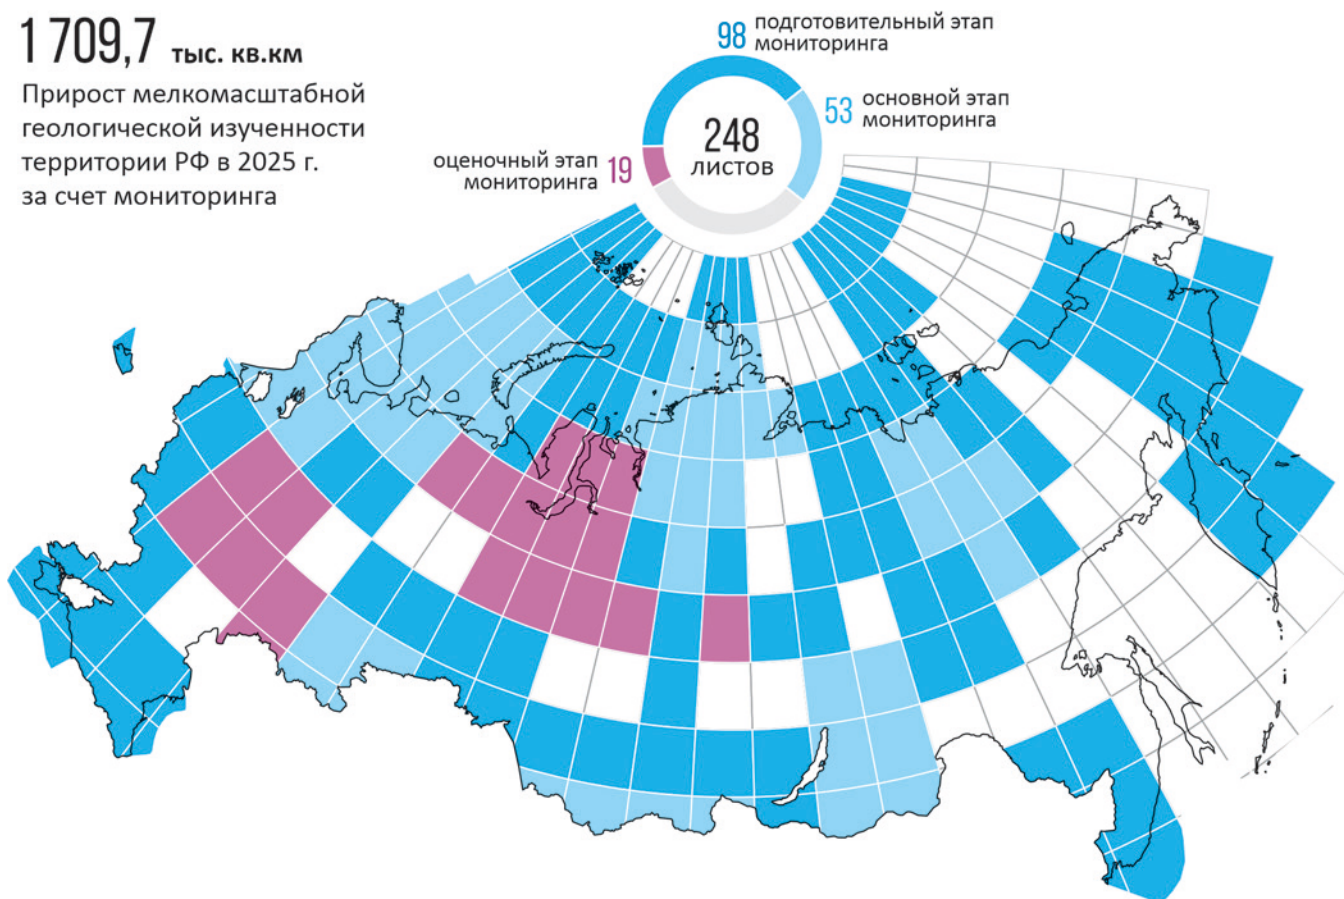 1 709,7 тыс. кв.км
Прирост мелкомасштабной
геологической изученности
территории РФ в 2025 г.
за счет мониторинга
98 подготовительный этап
мониторинга
53 основной этап
мониторинга
248
листов
оценочный этап 19
мониторинга